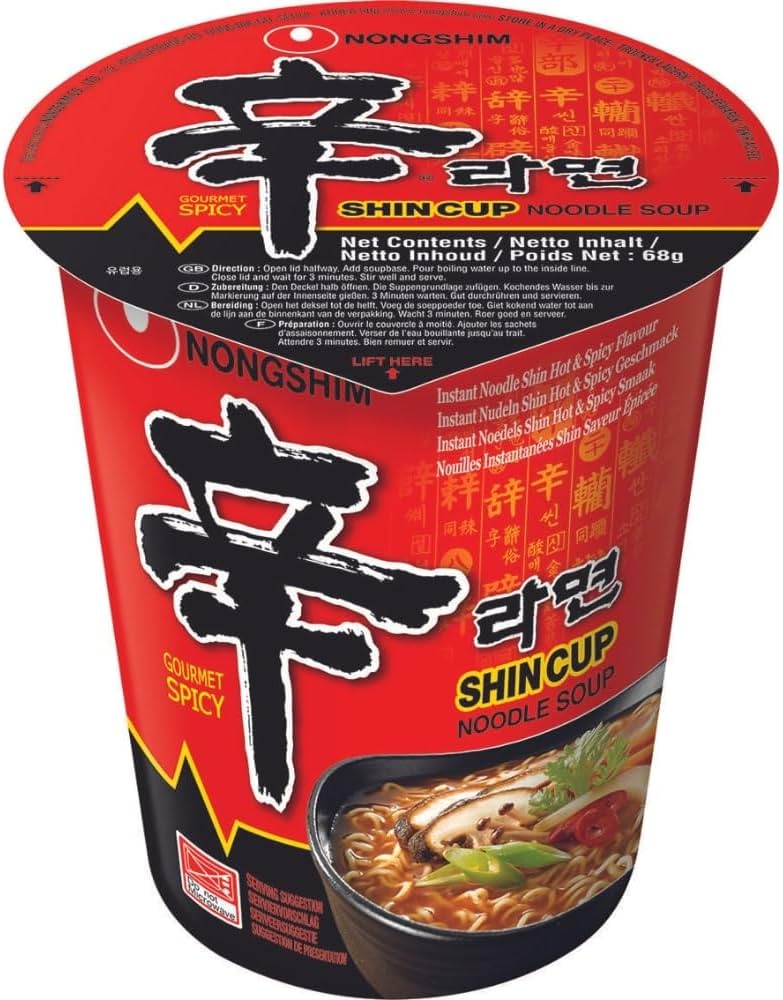 STORE IN A DRY PLACE
NONGSHIM
辛
라면
GOURMET
SPICY
SHIN CUP NOODLE SOUP
Net Contents / Netto Inhalt /
Netto Inhoud / Poids Net : 68g
유럽용
GB Direction : Open lid halfway. Add soupbase. Pour boiling water up to the inside line.
Close lid and wait for 3 minutes. Stir well and serve.
D Zubereitung : Den Deckel halb öffnen. Die Suppengrundlage zufügen. Kochendes Wasser bis zur
Markierung auf der Innenseite gießen. 3 Minuten warten. Gut durchrühren und servieren.
NL Bereiding : Open het deksel tot de helft. Voeg de soeppoeder toe. Giet kokend water tot aan
de lijn aan de binnenkant van de verpakking. Wacht 3 minuten. Roer goed en serveer.
F Préparation : Ouvrir le couvercle à moitié. Ajouter les sachets
d'assaisonnement. Verser de l'eau bouillante jusqu'au trait.
Attendre 3 minutes. Bien remuer et servir.
LIFT HERE
NONGSHIM
Instant Noodle Shin Hot & Spicy Flavour
Instant Nudeln Shin Hot & Spicy Geschmack
Instant Noedels Shin Hot & Spicy Smaak
Nouilles Instantanées Shin Saveur Épicée
辛
라면
SHIN CUP
NOODLE SOUP
GOURMET
SPICY
Do not
Microwave
SERVING SUGGESTION
SERVIERVORSCHLAG
SERVEERSUGGESTIE
SUGGESTION DE PRÉSENTATION